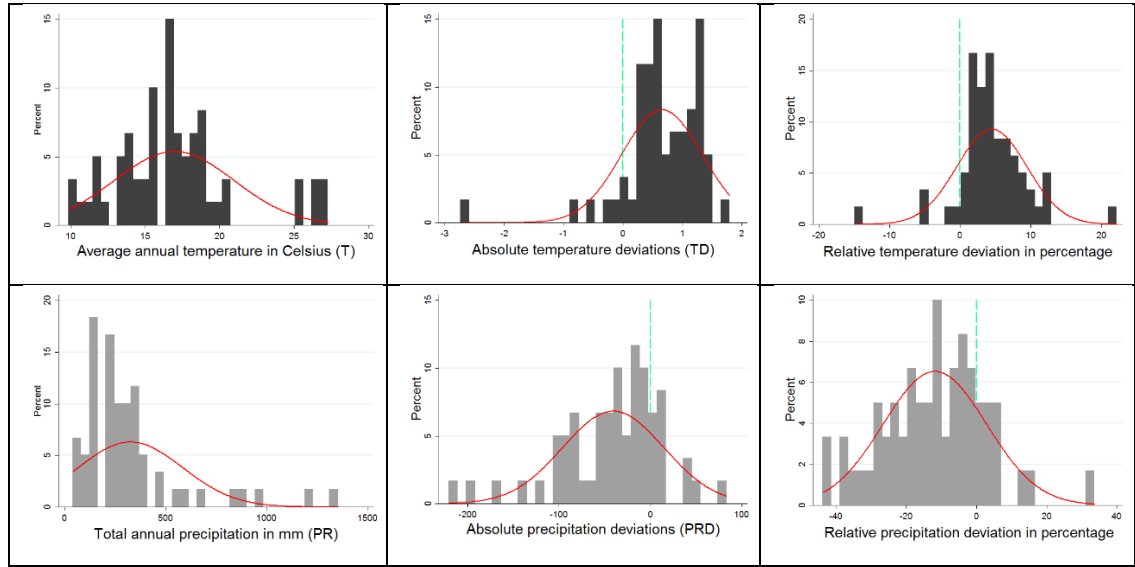 15
10
5
0
Percent
10 15 20 25 30
Average annual temperature in Celsius (T)
15
10
5
0
Percent
-3 -2 -1 0 1 2
Absolute temperature deviations (TD)
20
15
10
5
0
Percent
-20 -10 0 10 20
Relative temperature deviation in percentage
20
15
10
5
0
Percent
0 500 1000 1500
Total annual precipitation in mm (PR)
15
10
5
0
Percent
-200 -100 0 100
Absolute precipitation deviations (PRD)
10
8
6
4
2
0
Percent
-40 -20 0 20 40
Relative precipitation deviation in percentage